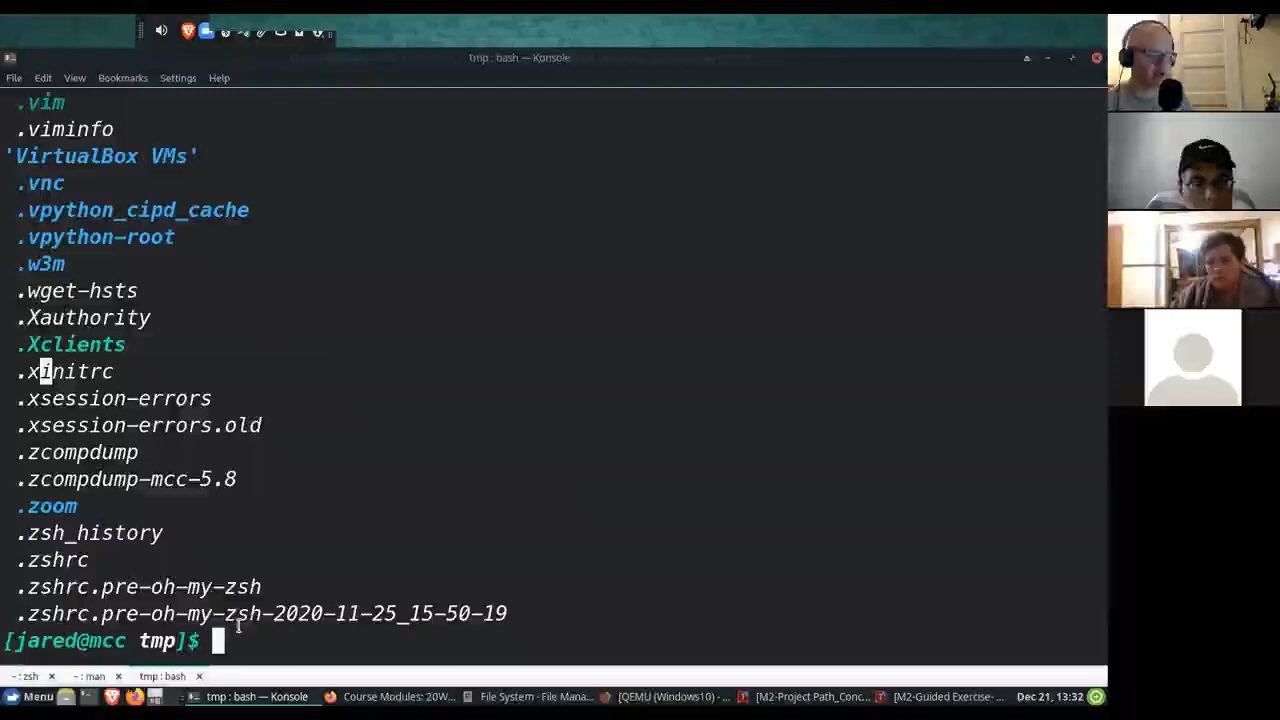 tmp : bash — Konsole
File Edit View Bookmarks Settings Help
.vim
.viminfo
'VirtualBox VMs'
.vnc
.vpython_cipd_cache
.vpython-root
.w3m
.wget-hsts
.Xauthority
.Xclients
.xinitrc
.xsession-errors
.xsession-errors.old
.zcompdump
.zcompdump-mcc-5.8
.zoom
.zsh_history
.zshrc
.zshrc.pre-oh-my-zsh
.zshrc.pre-oh-my-zsh-2020-11-25_15-50-19
[jared@mcc tmp]$
~ : zsh ~ : man tmp : bash
Menu tmp : bash — Konsole Course Modules: 20W... File System - File Mana... [QEMU (Windows10) - ... [M2-Project Path_Conc... [M2-Guided Exercise-... Dec 21, 13:32